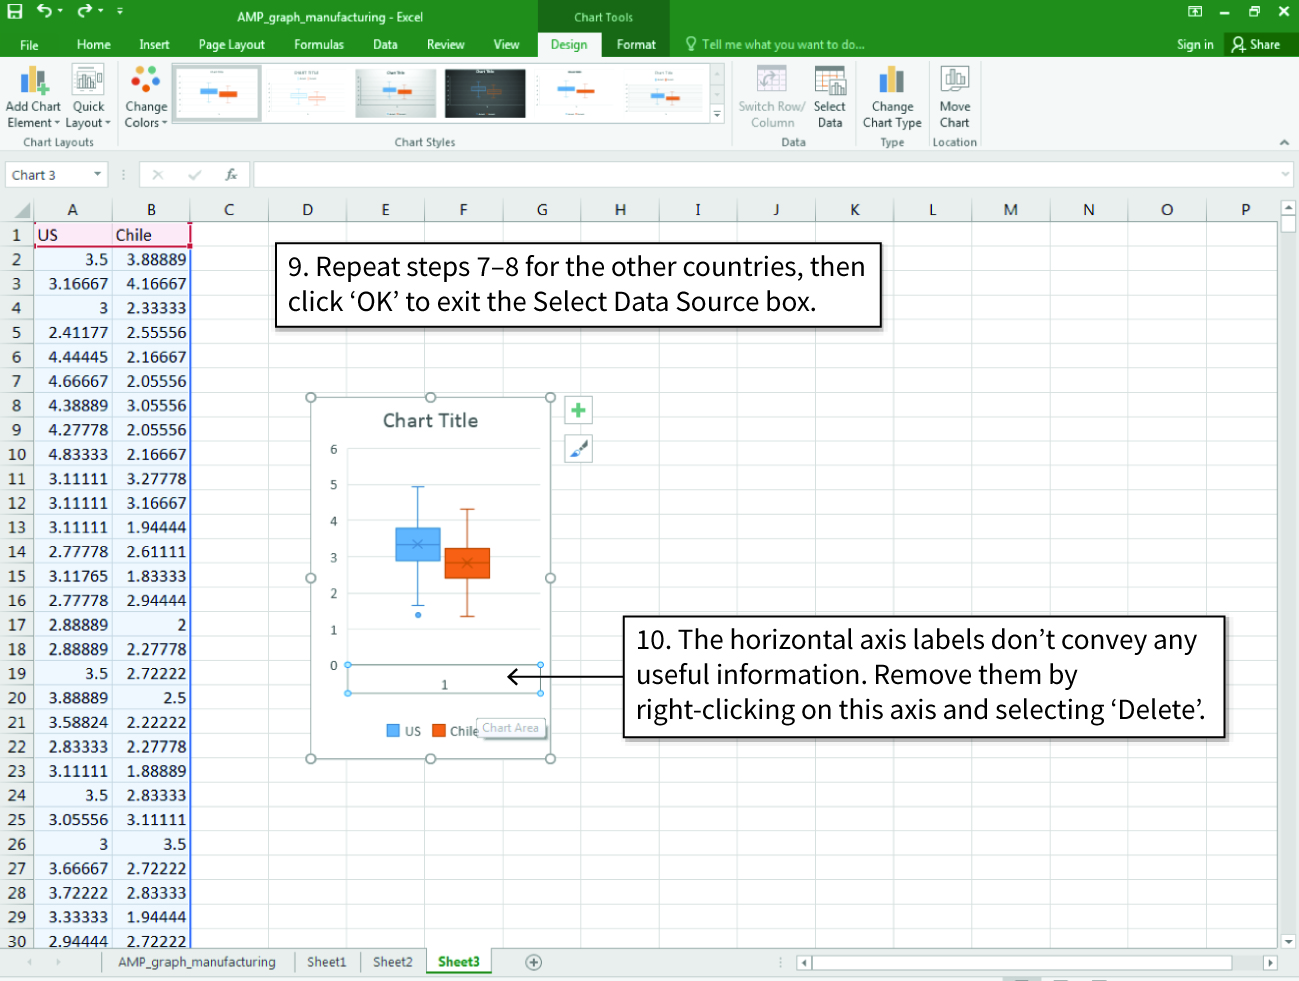 AMP_graph_manufacturing - Excel
Chart Tools
File Home Insert Page Layout Formulas Data Review View Design Format Tell me what you want to do... Sign in Share
Add Chart Element
Quick Layout
Change Colors
Switch Row/ Column
Select Data
Change Chart Type
Move Chart
Chart Layouts Chart Styles Data Type Location
Chart 3 fx
A B C D E F G H I J K L M N O P
1 US Chile
2 3.5 3.88889
3 3.16667 4.16667
4 3 2.33333
5 2.41177 2.55556
6 4.44445 2.16667
7 4.66667 2.05556
8 4.38889 3.05556
9 4.27778 2.05556
10 4.83333 2.16667
11 3.11111 3.27778
12 3.11111 3.16667
13 3.11111 1.94444
14 2.77778 2.61111
15 3.11765 1.83333
16 2.77778 2.94444
17 2.88889 2
18 2.88889 2.27778
19 3.5 2.72222
20 3.88889 2.5
21 3.58824 2.22222
22 2.83333 2.27778
23 3.11111 1.88889
24 3.5 2.83333
25 3.05556 3.11111
26 3 3.5
27 3.66667 2.72222
28 3.72222 2.83333
29 3.33333 1.94444
30 2.94444 2.72222
9. Repeat steps 7–8 for the other countries, then
click ‘OK’ to exit the Select Data Source box.
Chart Title
6
5
4
3
2
1
0
1
US Chile
Chart Area
10. The horizontal axis labels don’t convey any
useful information. Remove them by
right-clicking on this axis and selecting ‘Delete’.
AMP_graph_manufacturing Sheet1 Sheet2 Sheet3